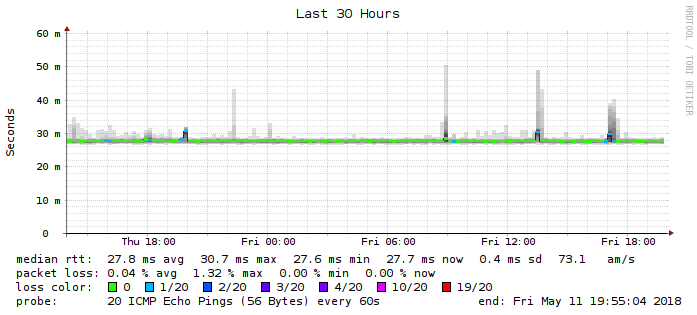 Last 30 Hours
RRDTOOL / TOBI OETIKER
60 m
50 m
40 m
30 m
20 m
10 m
0
Seconds
Thu 18:00 Fri 00:00 Fri 06:00 Fri 12:00 Fri 18:00
median rtt: 27.8 ms avg 30.7 ms max 27.6 ms min 27.7 ms now 0.4 ms sd 73.1 am/s
packet loss: 0.04 % avg 1.32 % max 0.00 % min 0.00 % now
loss color: 0 1/20 2/20 3/20 4/20 10/20 19/20
probe: 20 ICMP Echo Pings (56 Bytes) every 60s end: Fri May 11 19:55:04 2018